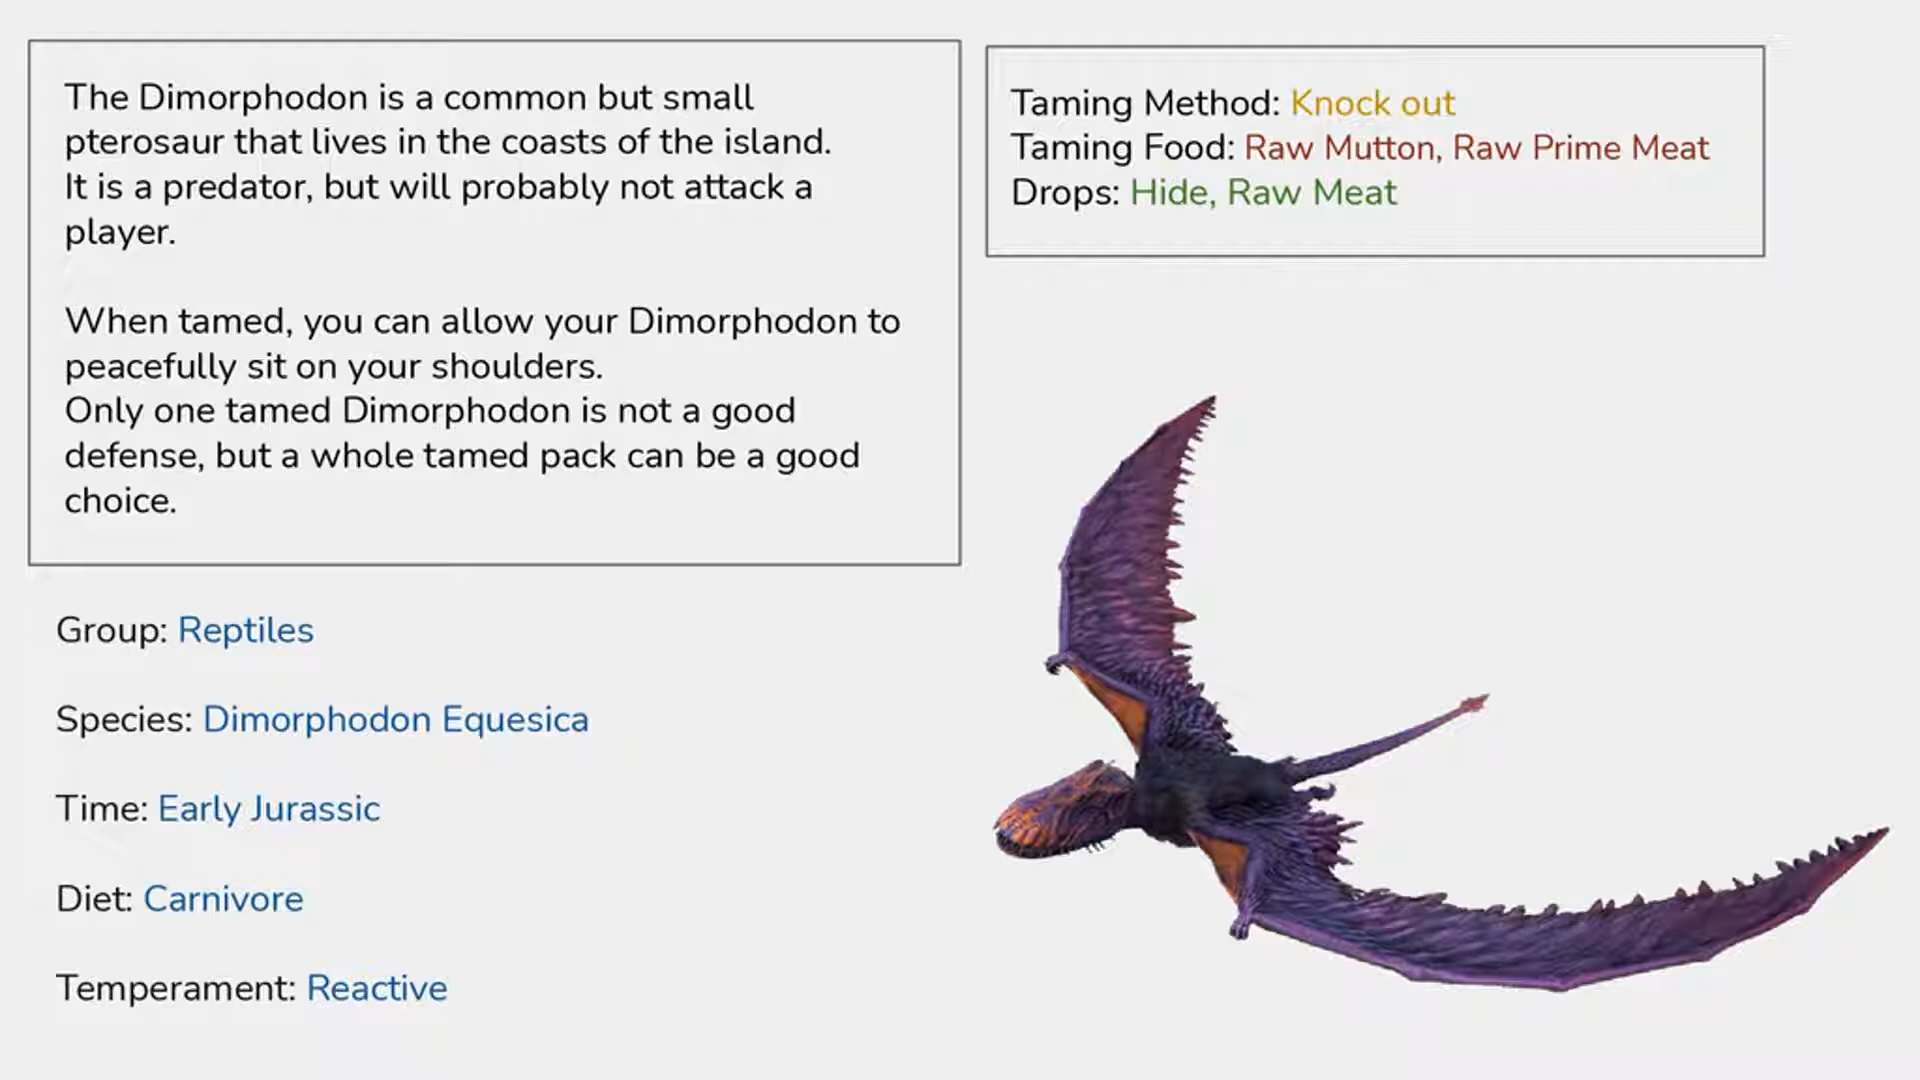 The Dimorphodon is a common but small
pterosaur that lives in the coasts of the island.
It is a predator, but will probably not attack a
player.
When tamed, you can allow your Dimorphodon to
peacefully sit on your shoulders.
Only one tamed Dimorphodon is not a good
defense, but a whole tamed pack can be a good
choice.
Taming Method: Knock out
Taming Food: Raw Mutton, Raw Prime Meat
Drops: Hide, Raw Meat
Group: Reptiles
Species: Dimorphodon Equesica
Time: Early Jurassic
Diet: Carnivore
Temperament: Reactive